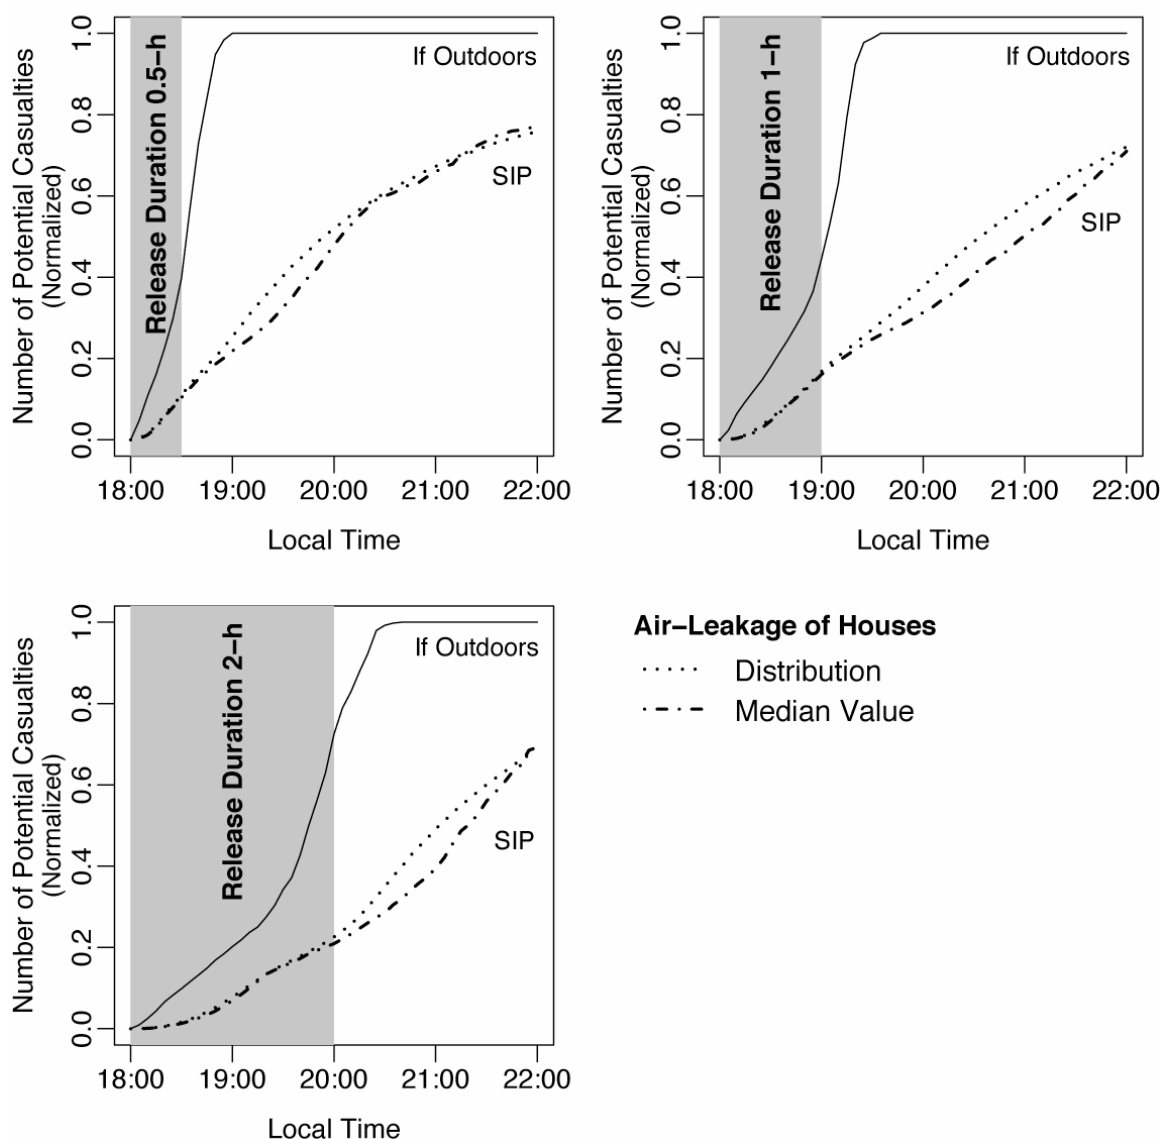 Number of Potential Casualties
(Normalized)
1.0
0.8
0.6
0.4
0.2
0.0
Release Duration 0.5–h
If Outdoors
SIP
18:00 19:00 20:00 21:00 22:00
Local Time
Number of Potential Casualties
(Normalized)
1.0
0.8
0.6
0.4
0.2
0.0
Release Duration 1–h
If Outdoors
SIP
18:00 19:00 20:00 21:00 22:00
Local Time
Number of Potential Casualties
(Normalized)
1.0
0.8
0.6
0.4
0.2
0.0
Release Duration 2–h
If Outdoors
SIP
18:00 19:00 20:00 21:00 22:00
Local Time
Air–Leakage of Houses
Distribution
Median Value